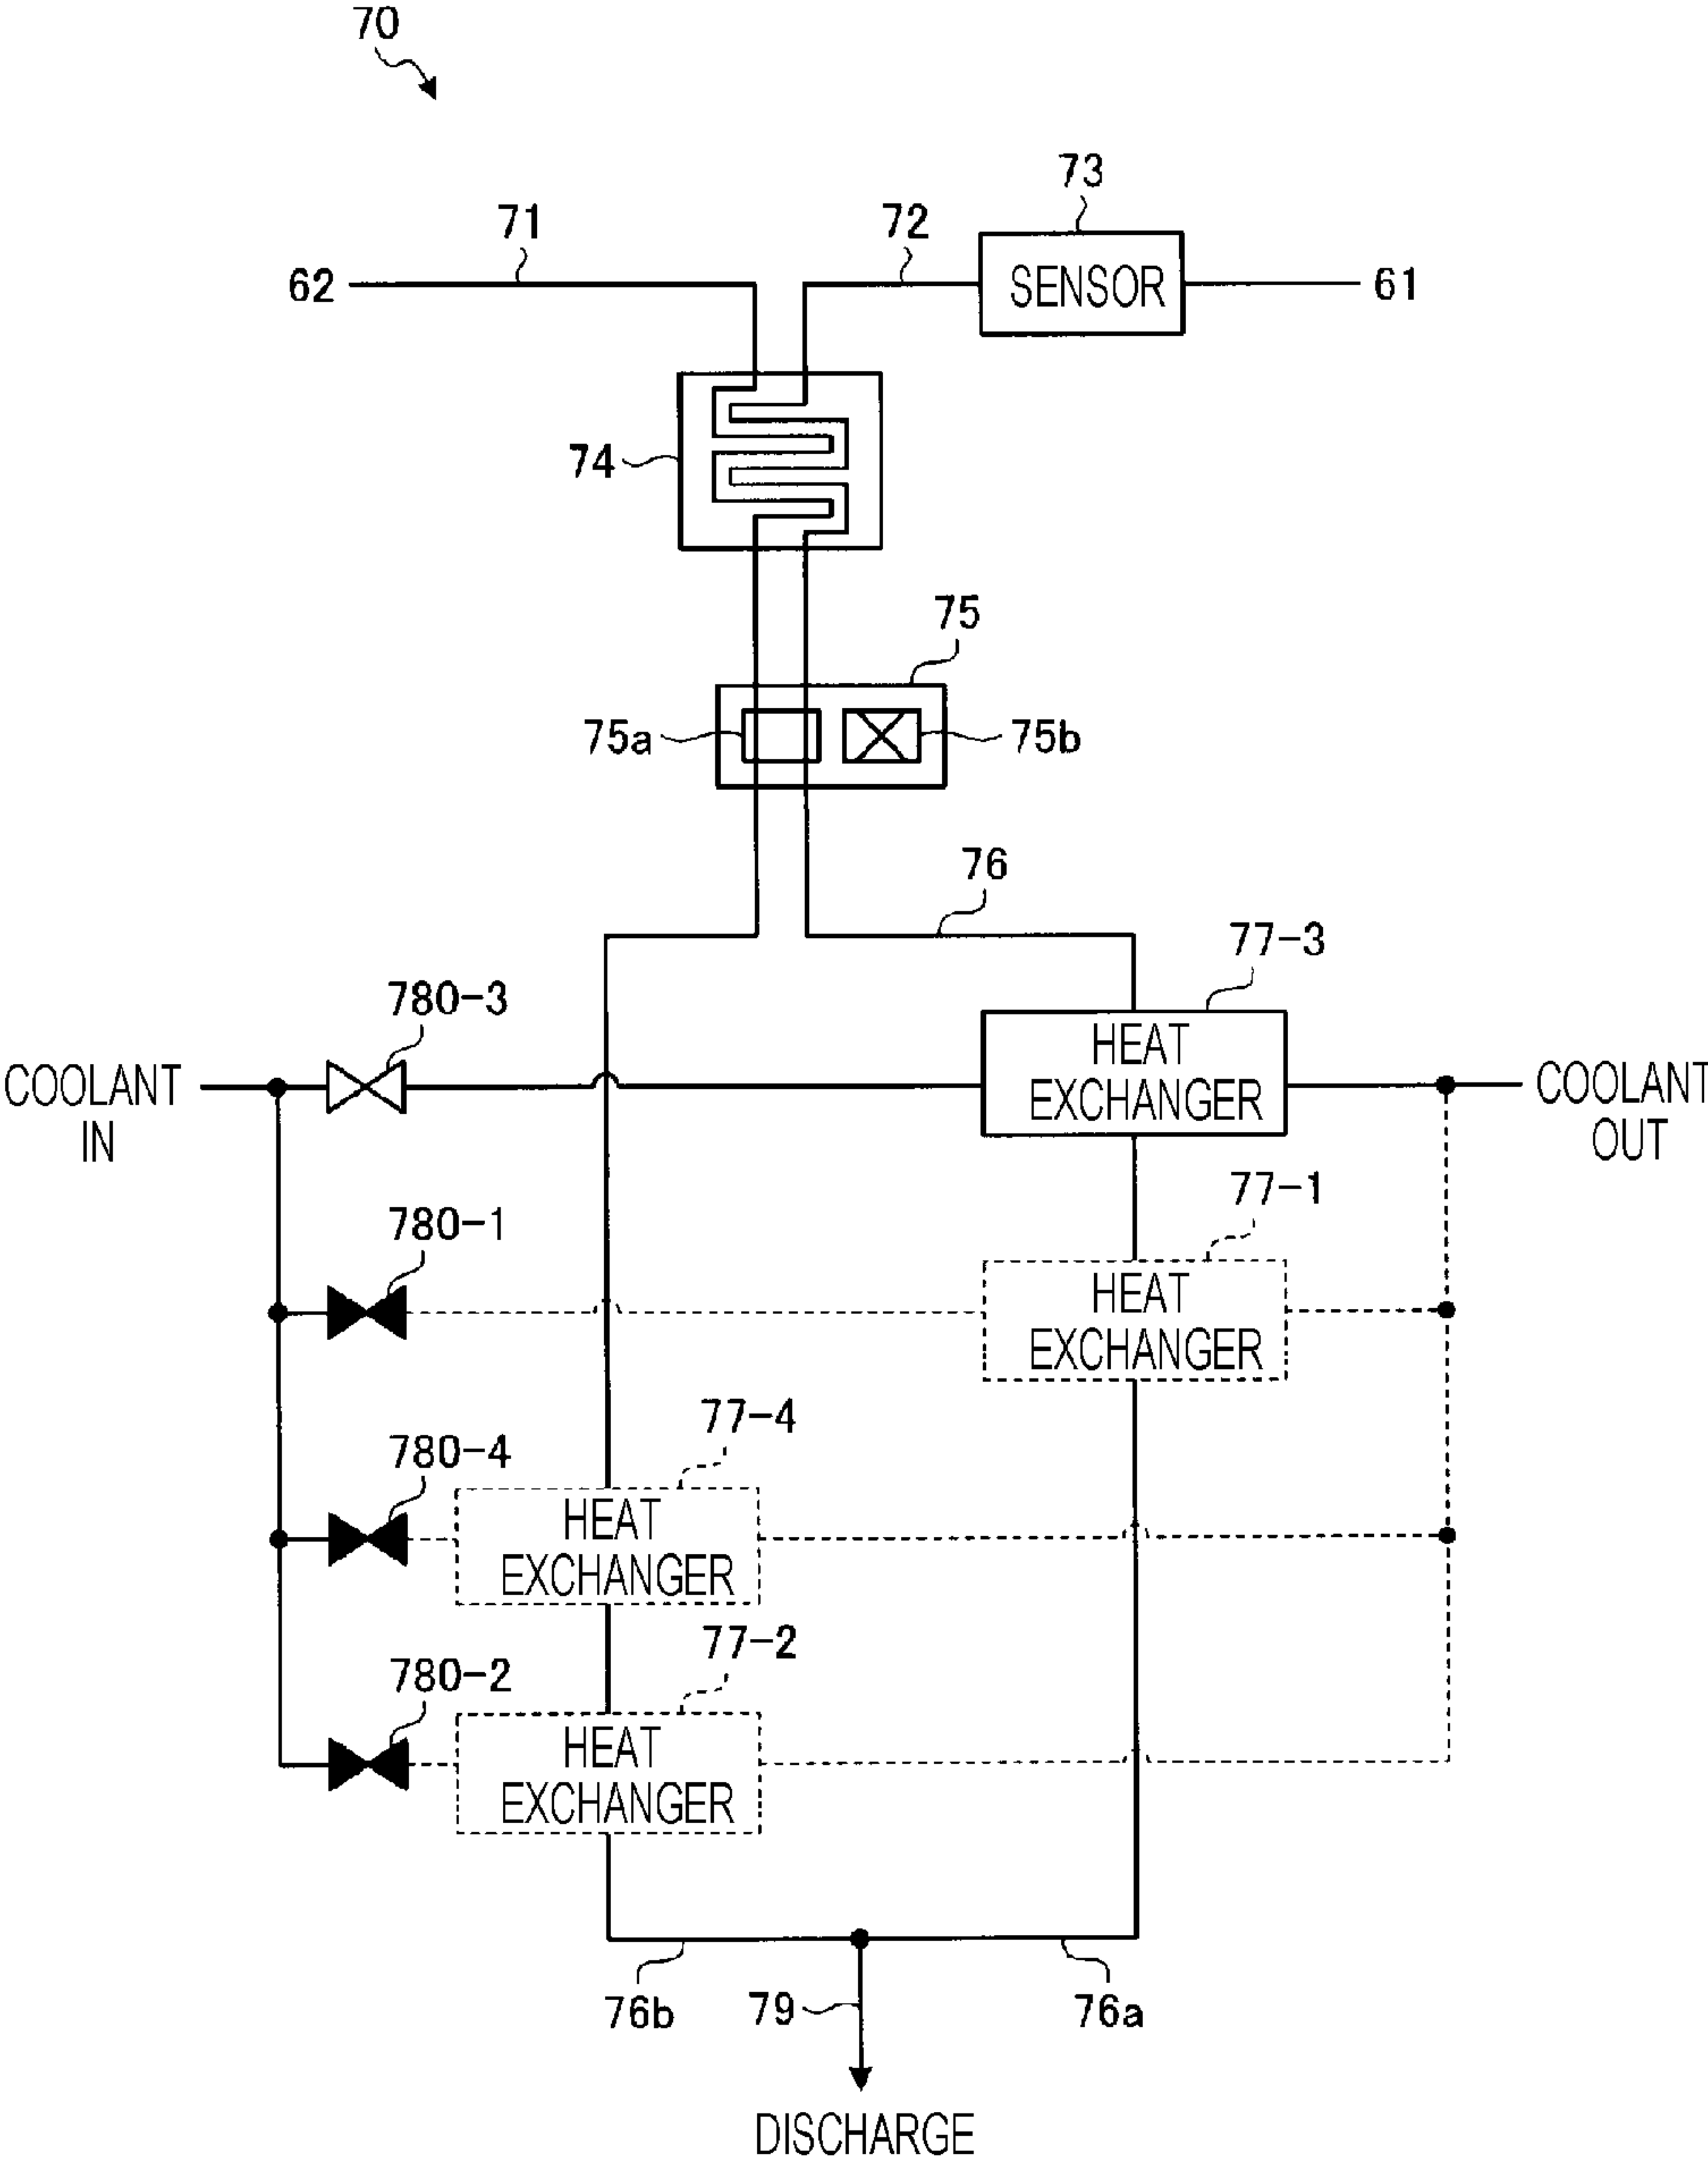 70
73
71
72
62
SENSOR
61
74
75
75a
75b
76
77-3
780-3
HEAT
EXCHANGER
COOLANT
IN
COOLANT
OUT
77-1
780-1
HEAT
EXCHANGER
77-4
780-4
HEAT
EXCHANGER
77-2
780-2
HEAT
EXCHANGER
76b
79
76a
DISCHARGE